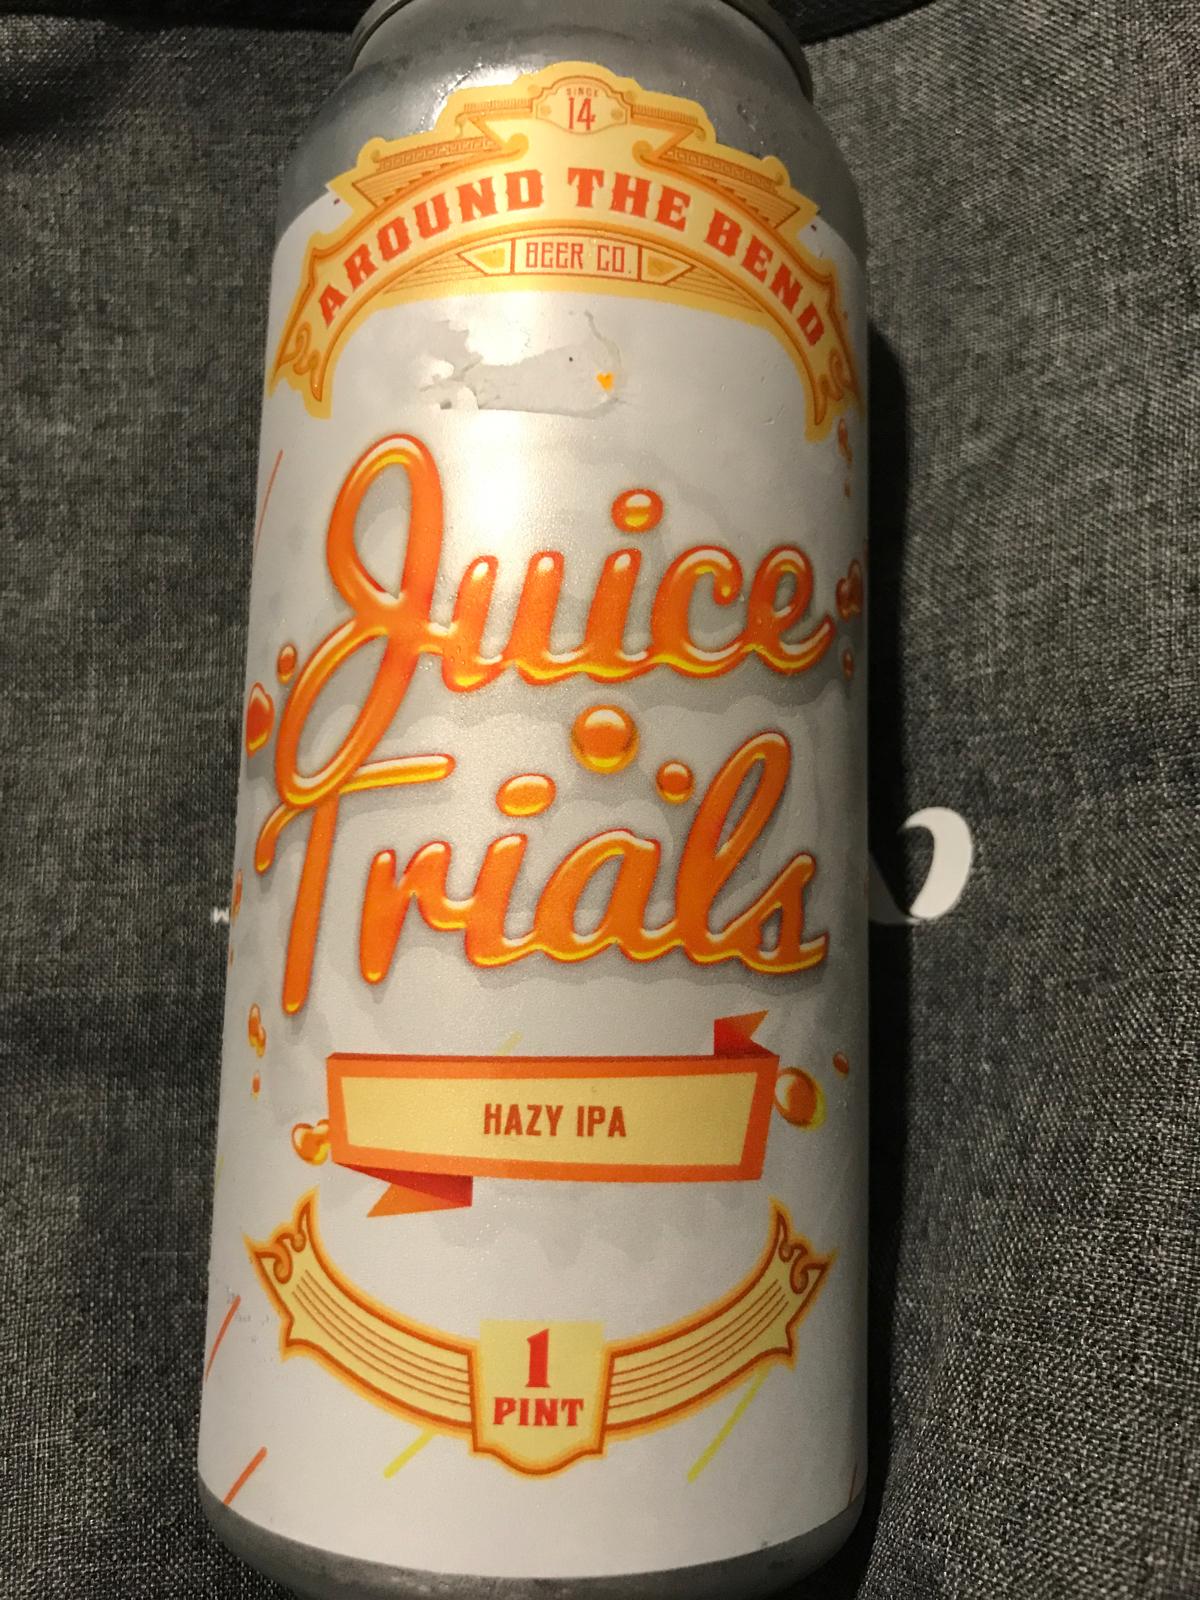 SINCE
14
AROUND THE BEND
BEER CO.
Juice
Trials
HAZY IPA
1
PINT